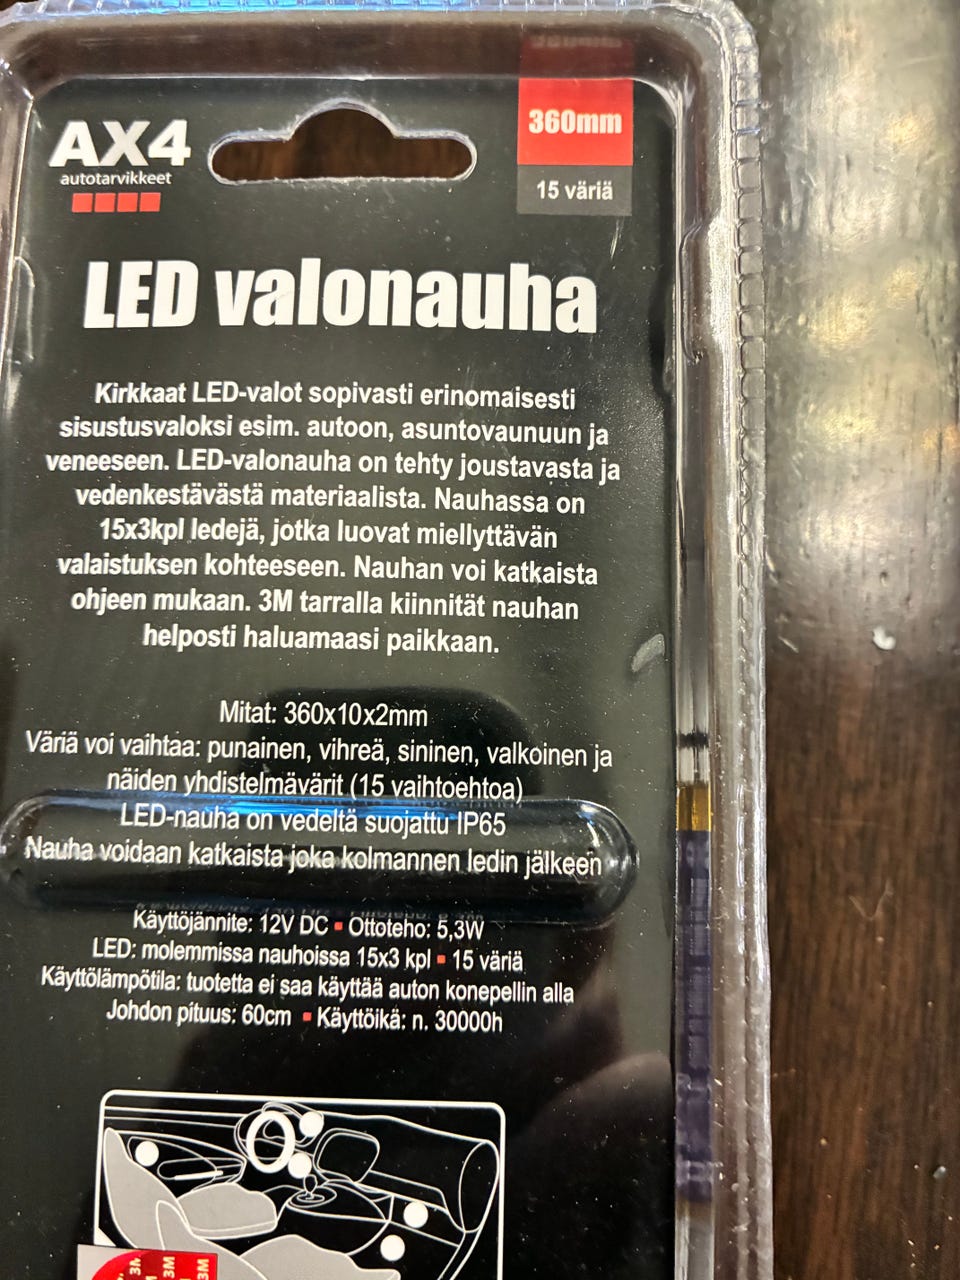 360mm
AX4
autotarvikkeet
15 väriä
LED valonauha
Kirkkaat LED-valot sopivasti erinomaisesti
sisustusvaloksi esim. autoon, asuntovaunuun ja
veneeseen. LED-valonauha on tehty joustavasta ja
vedenkestävästä materiaalista. Nauhassa on
15x3kpl ledejä, jotka luovat miellyttävän
valaistuksen kohteeseen. Nauhan voi katkaista
ohjeen mukaan. 3M tarralla kiinnität nauhan
helposti haluamaasi paikkaan.
Mitat: 360x10x2mm
Väriä voi vaihtaa: punainen, vihreä, sininen, valkoinen ja
näiden yhdistelmävärit (15 vaihtoehtoa)
LED-nauha on vedeltä suojattu IP65
Nauha voidaan katkaista joka kolmannen ledin jälkeen
Käyttöjännite: 12V DC ▪ Ottoteho: 5,3W
LED: molemmissa nauhoissa 15x3 kpl ▪ 15 väriä
Käyttölämpötila: tuotetta ei saa käyttää auton konepellin alla
Johdon pituus: 60cm ▪ Käyttöikä: n. 30000h
3M 3M 3M